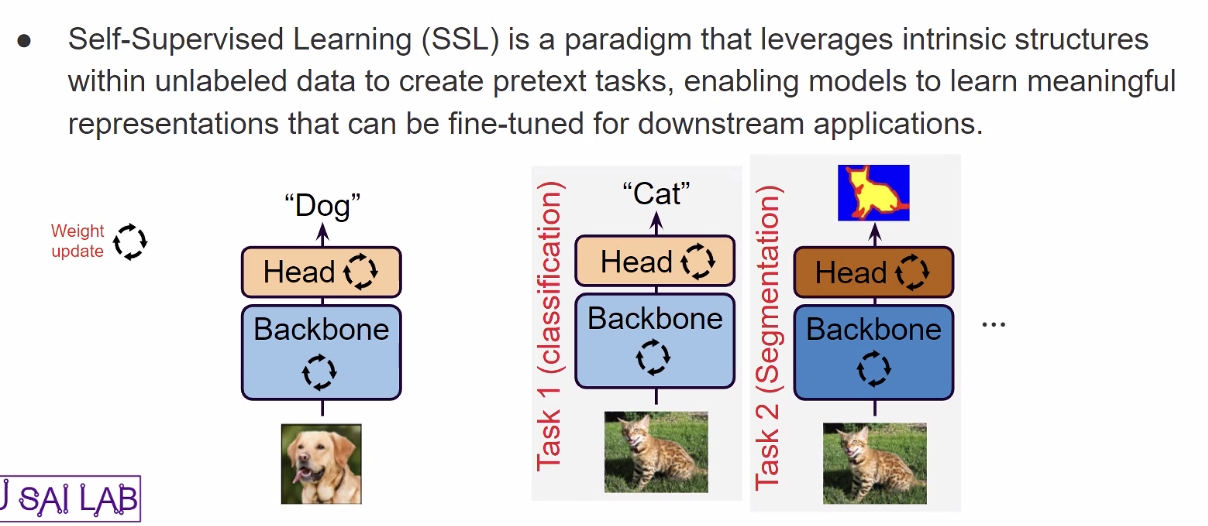 ● Self-Supervised Learning (SSL) is a paradigm that leverages intrinsic structures
within unlabeled data to create pretext tasks, enabling models to learn meaningful
representations that can be fine-tuned for downstream applications.
Weight
update
“Dog”
Head
Backbone
Task 1 (classification)
“Cat”
Head
Backbone
Task 2 (Segmentation)
Head
Backbone
...
SAI LAB